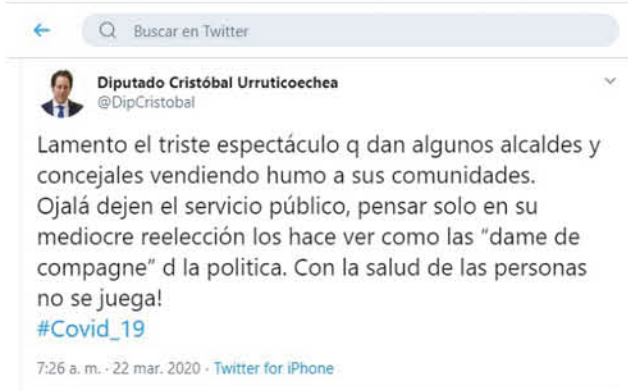 Buscar en Twitter
Diputado Cristóbal Urruticoechea
@DipCristobal
Lamento el triste espectáculo q dan algunos alcaldes y
concejales vendiendo humo a sus comunidades.
Ojalá dejen el servicio público, pensar solo en su
mediocre reelección los hace ver como las “dame de
compagne” d la politica. Con la salud de las personas
no se juega!
#Covid_19
7:26 a. m. · 22 mar. 2020 · Twitter for iPhone